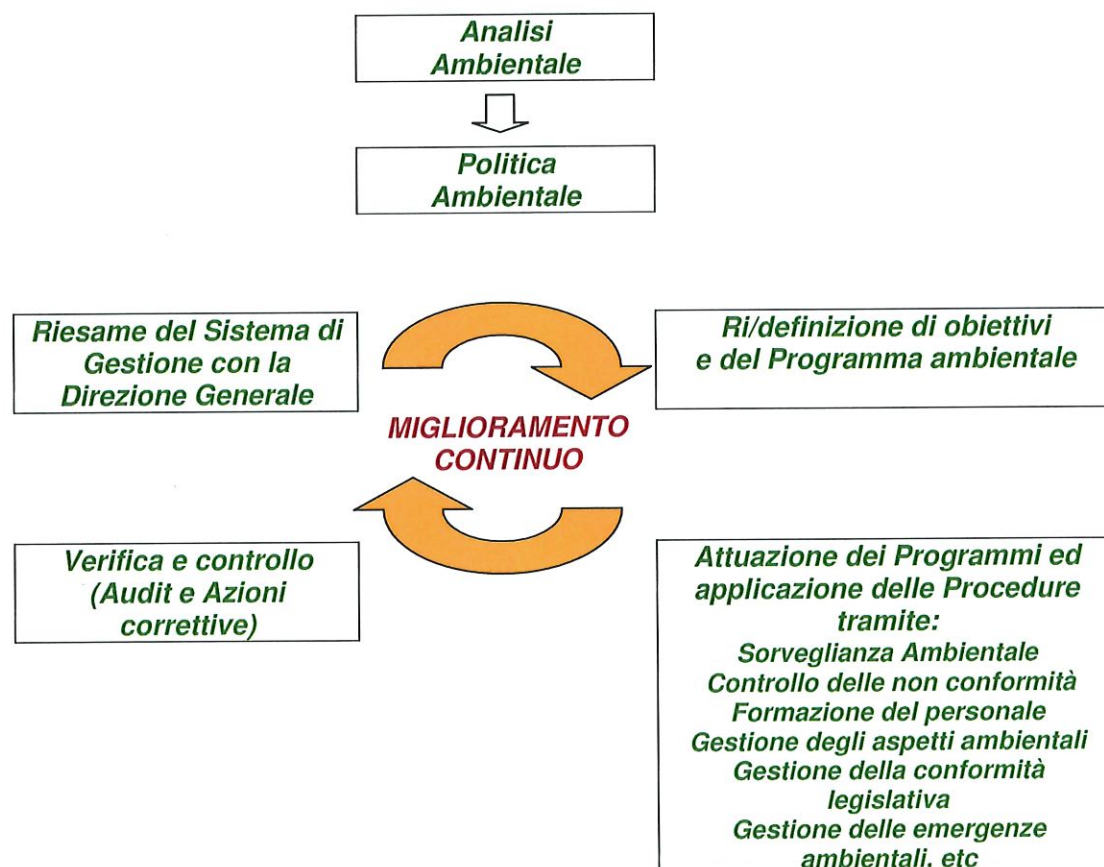 Analisi
Ambientale
Politica
Ambientale
Riesame del Sistema di
Gestione con la
Direzione Generale
Ri/definizione di obiettivi
e del Programma ambientale
MIGLIORAMENTO
CONTINUO
Verifica e controllo
(Audit e Azioni
correttive)
Attuazione dei Programmi ed
applicazione delle Procedure
tramite:
Sorveglianza Ambientale
Controllo delle non conformità
Formazione del personale
Gestione degli aspetti ambientali
Gestione della conformità
legislativa
Gestione delle emergenze
ambientali, etc